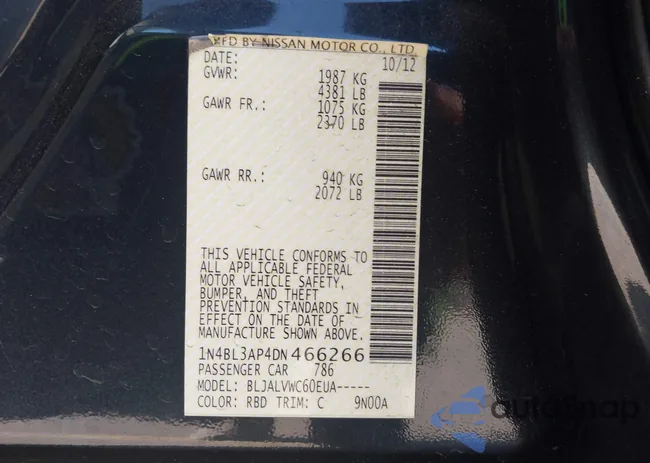 MFD BY NISSAN MOTOR CO., LTD.
DATE: 10/12
GVWR: 1987 KG
4381 LB
GAWR FR.: 1075 KG
2370 LB
GAWR RR.: 940 KG
2072 LB
THIS VEHICLE CONFORMS TO
ALL APPLICABLE FEDERAL
MOTOR VEHICLE SAFETY,
BUMPER, AND THEFT
PREVENTION STANDARDS IN
EFFECT ON THE DATE OF
MANUFACTURE SHOWN ABOVE.
1N4BL3AP4DN466266
PASSENGER CAR 786
MODEL: BLJALVWC60EUA-----
COLOR: RBD TRIM: C 9N00A
autosnap